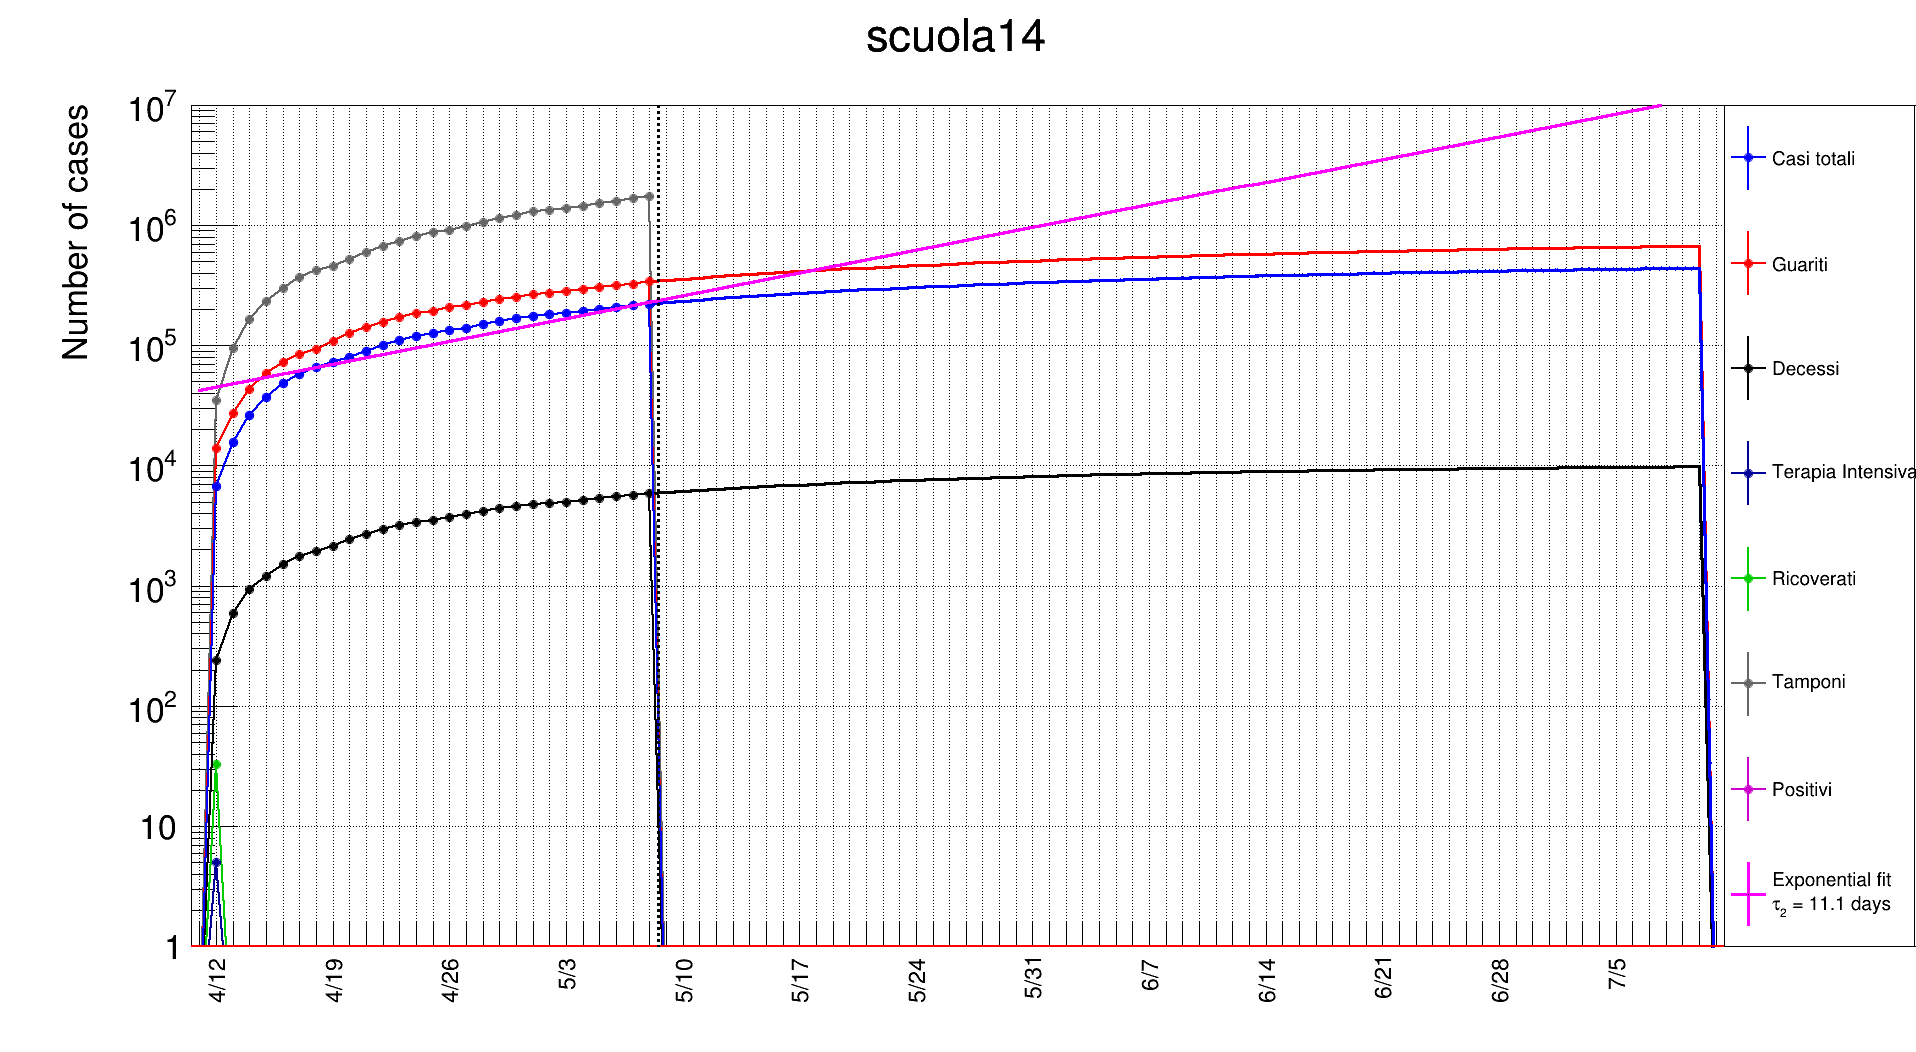 scuola14
Number of cases
10^7
10^6
10^5
10^4
10^3
10^2
10
1
4/12
4/19
4/26
5/3
5/10
5/17
5/24
5/31
6/7
6/14
6/21
6/28
7/5
Casi totali
Guariti
Decessi
Terapia Intensiva
Ricoverati
Tamponi
Positivi
Exponential fit
τ₂ = 11.1 days